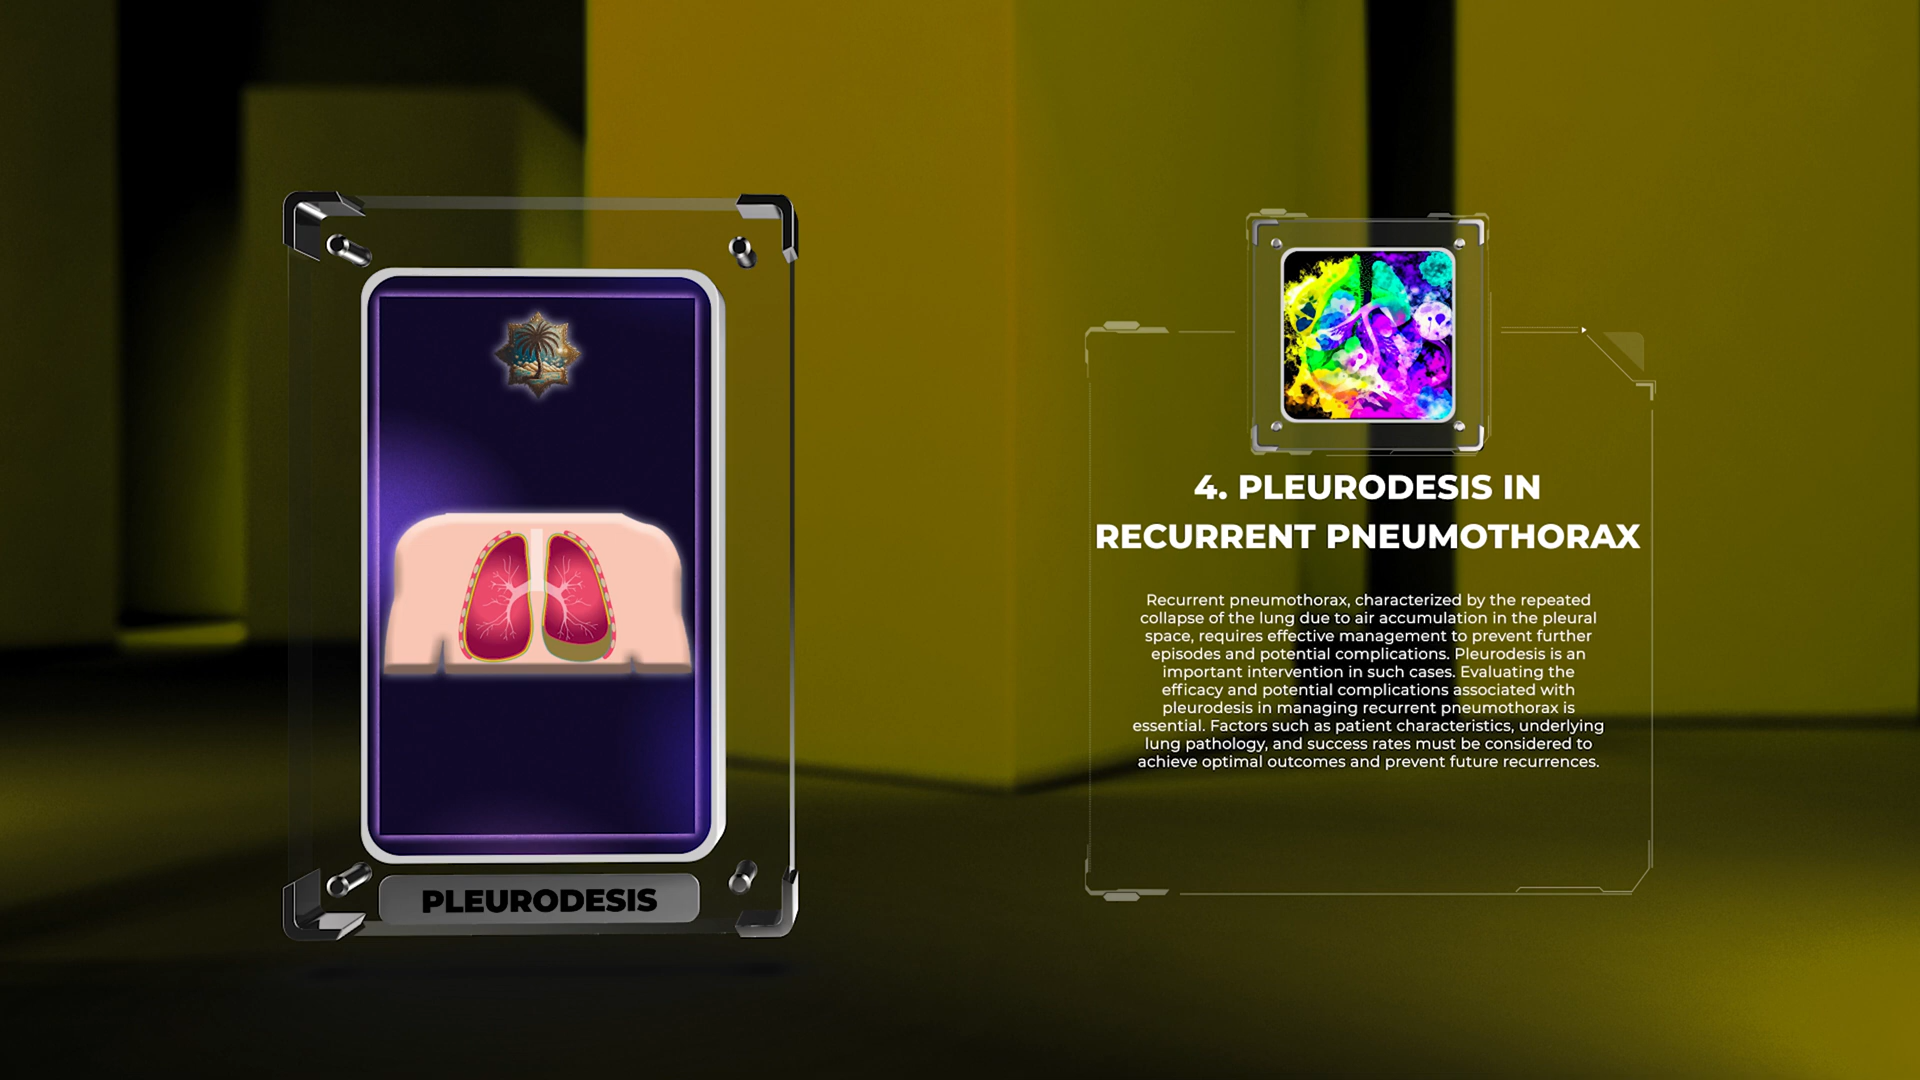 PLEURODESIS
4. PLEURODESIS IN
RECURRENT PNEUMOTHORAX
Recurrent pneumothorax, characterized by the repeated
collapse of the lung due to air accumulation in the pleural
space, requires effective management to prevent further
episodes and potential complications. Pleurodesis is an
important intervention in such cases. Evaluating the
efficacy and potential complications associated with
pleurodesis in managing recurrent pneumothorax is
essential. Factors such as patient characteristics, underlying
lung pathology, and success rates must be considered to
achieve optimal outcomes and prevent future recurrences.